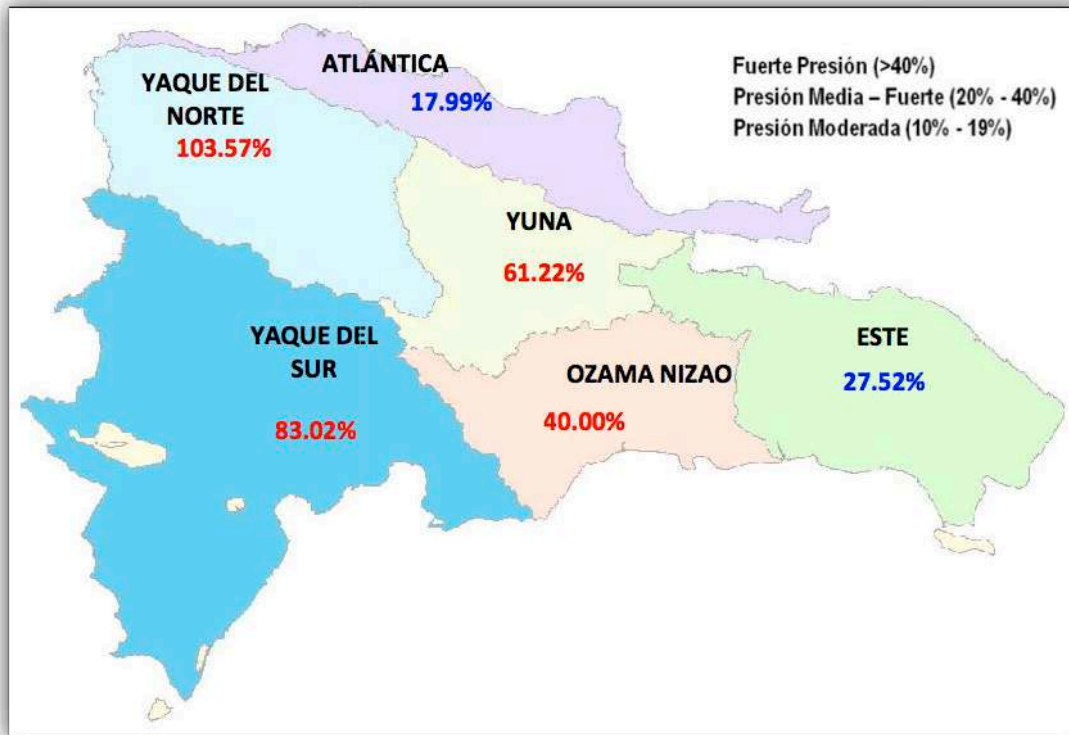 ATLÁNTICA
17.99%
YAQUE DEL
NORTE
103.57%
Fuerte Presión (>40%)
Presión Media – Fuerte (20% - 40%)
Presión Moderada (10% - 19%)
YUNA
61.22%
YAQUE DEL
SUR
83.02%
OZAMA NIZAO
40.00%
ESTE
27.52%